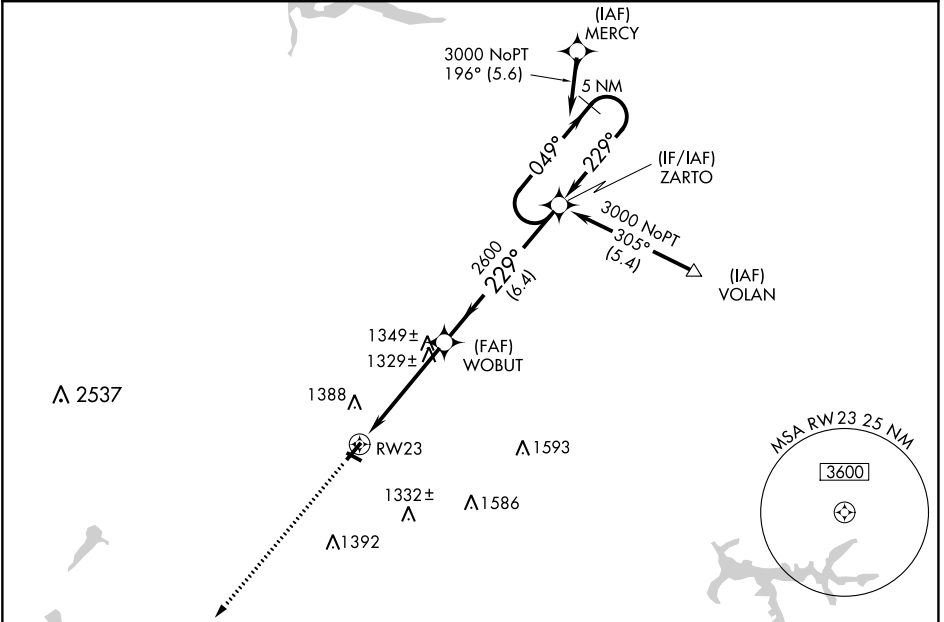 (IAF)
MERCY
3000 NoPT
196° (5.6)
5 NM
049°
229°
(IF/IAF)
ZARTO
3000 NoPT
305°
(5.4)
(IAF)
VOLAN
2600
229°
(6.4)
1349±
1329±
(FAF)
WOBUT
2537
1388
RW23
1593
MSA RW23 25 NM
3600
1332±
1586
1392